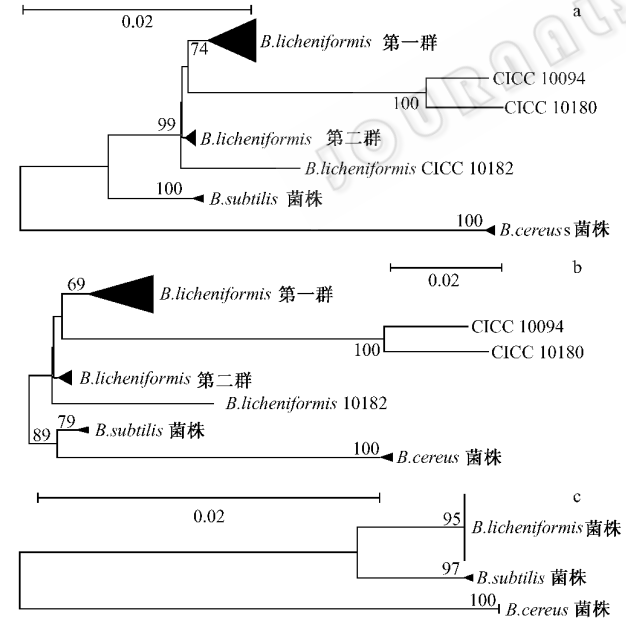 a
0.02
74
B.licheniformis 第一群
CICC 10094
100
CICC 10180
99
B.licheniformis 第二群
B.licheniformis CICC 10182
100
B.subtilis 菌株
100
B.cereuss 菌株
b
0.02
69
B.licheniformis 第一群
CICC 10094
100
CICC 10180
B.licheniformis 第二群
B.licheniformis 10182
79
B.subtilis 菌株
89
100
B.cereus 菌株
c
0.02
95
B.licheniformis 菌株
97
B.subtilis 菌株
100
B.cereus 菌株
JOURNALS